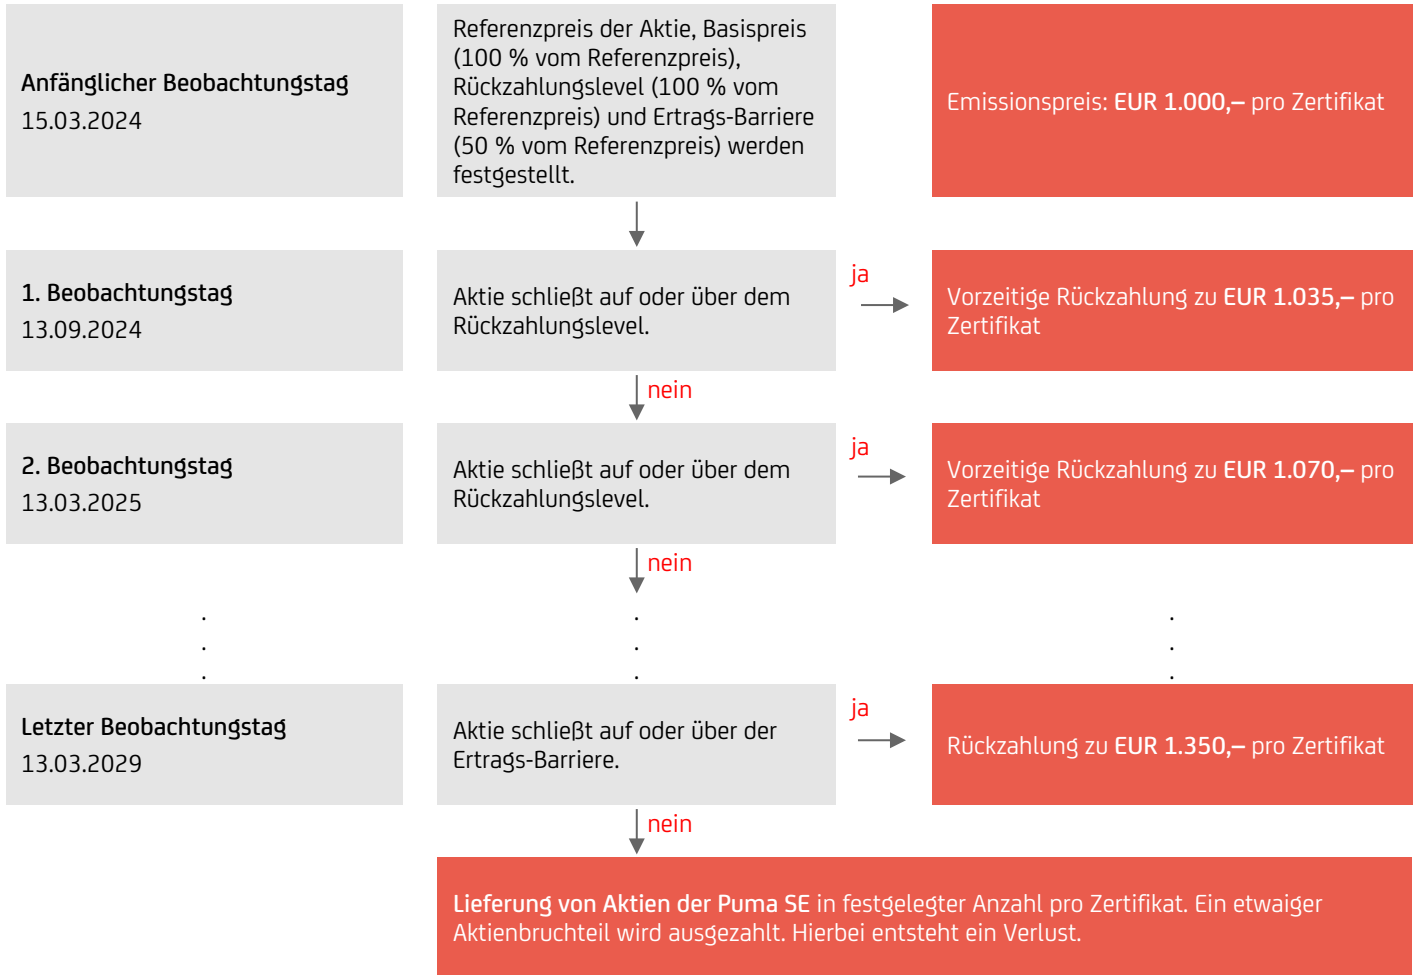 Anfänglicher Beobachtungstag
15.03.2024
Referenzpreis der Aktie, Basispreis
(100 % vom Referenzpreis),
Rückzahlungslevel (100 % vom
Referenzpreis) und Ertrags-Barriere
(50 % vom Referenzpreis) werden
festgestellt.
Emissionspreis: EUR 1.000,– pro Zertifikat
1. Beobachtungstag
13.09.2024
Aktie schließt auf oder über dem
Rückzahlungslevel.
ja
Vorzeitige Rückzahlung zu EUR 1.035,– pro
Zertifikat
nein
2. Beobachtungstag
13.03.2025
Aktie schließt auf oder über dem
Rückzahlungslevel.
ja
Vorzeitige Rückzahlung zu EUR 1.070,– pro
Zertifikat
nein
. . .
. . .
. . .
Letzter Beobachtungstag
13.03.2029
Aktie schließt auf oder über der
Ertrags-Barriere.
ja
Rückzahlung zu EUR 1.350,– pro Zertifikat
nein
Lieferung von Aktien der Puma SE in festgelegter Anzahl pro Zertifikat. Ein etwaiger
Aktienbruchteil wird ausgezahlt. Hierbei entsteht ein Verlust.